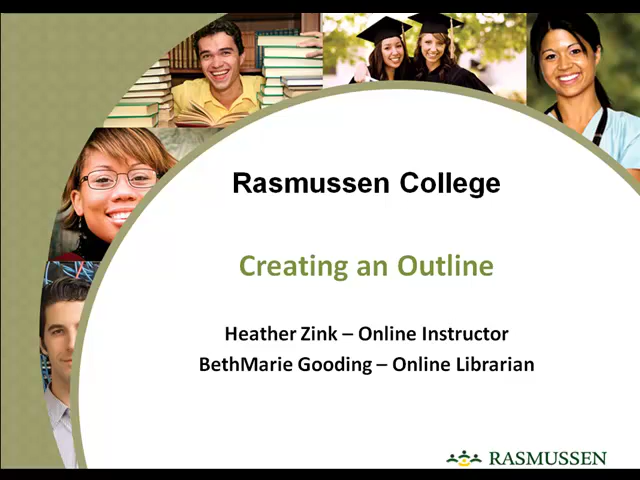 Rasmussen College
Creating an Outline
Heather Zink – Online Instructor
BethMarie Gooding – Online Librarian
RASMUSSEN